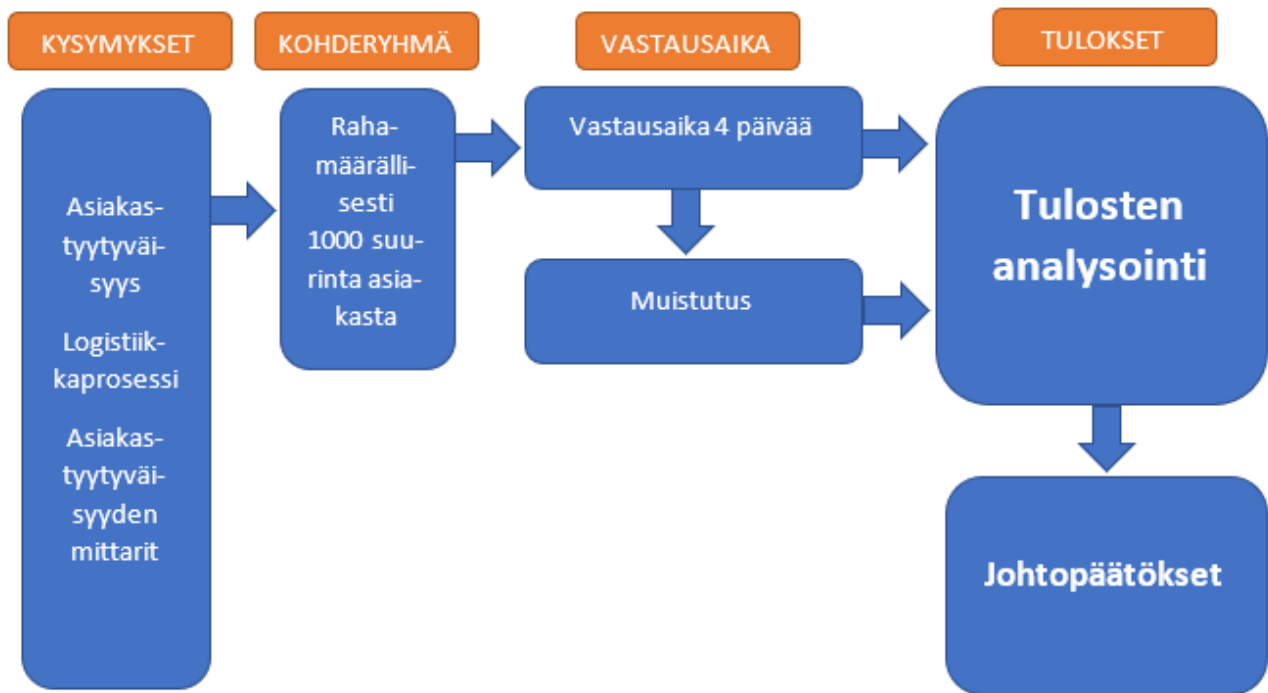 KYSYMYKSET
KOHDERYHMÄ
VASTAUSAIKA
TULOKSET
Asiakas-
tyytyväi-
syys
Logistiik-
kaprosessi
Asiakas-
tyytyväi-
syyden
mittarit
Raha-
määrälli-
sesti
1000 suu-
rinta asia-
kasta
Vastausaika 4 päivää
Muistutus
Tulosten
analysointi
Johtopäätökset